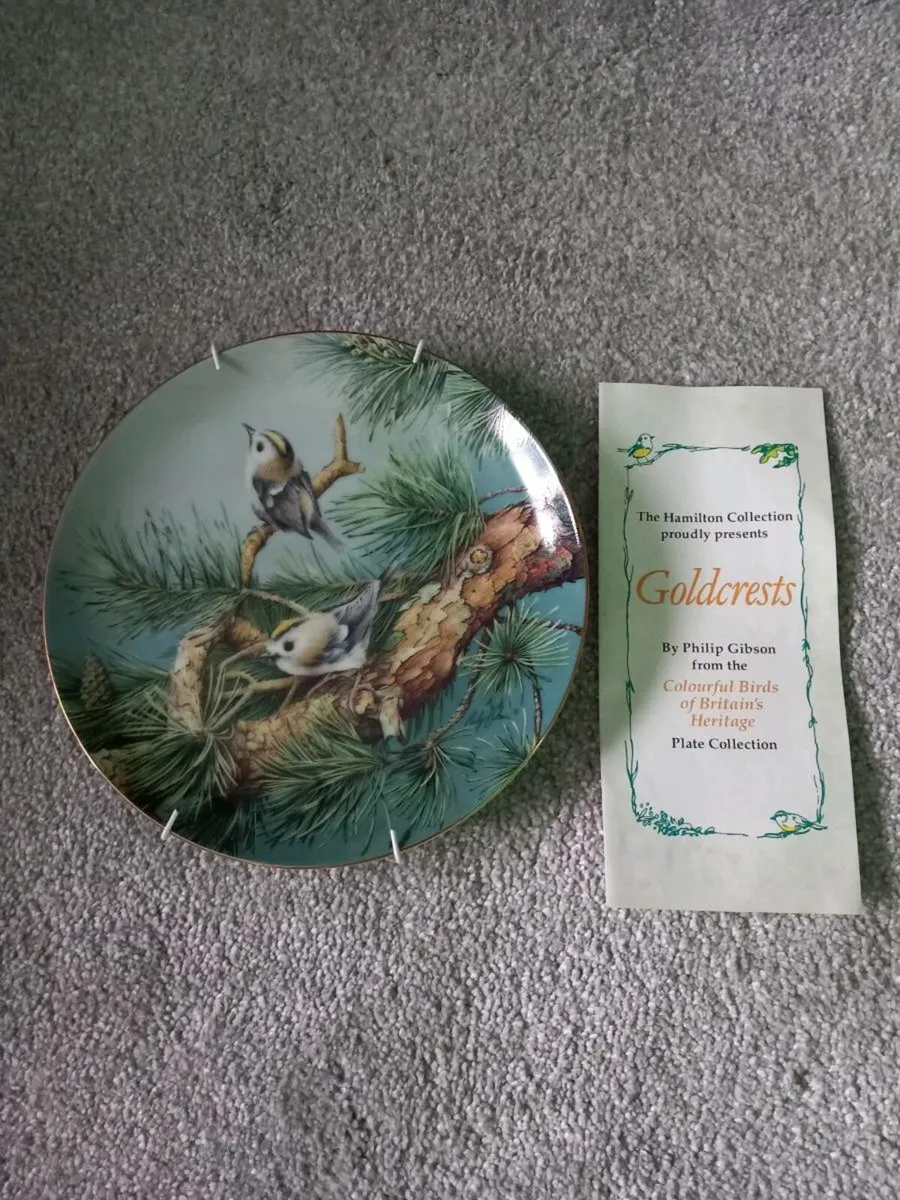 The Hamilton Collection
proudly presents
Goldcrests
By Philip Gibson
from the
Colourful Birds
of Britain's
Heritage
Plate Collection